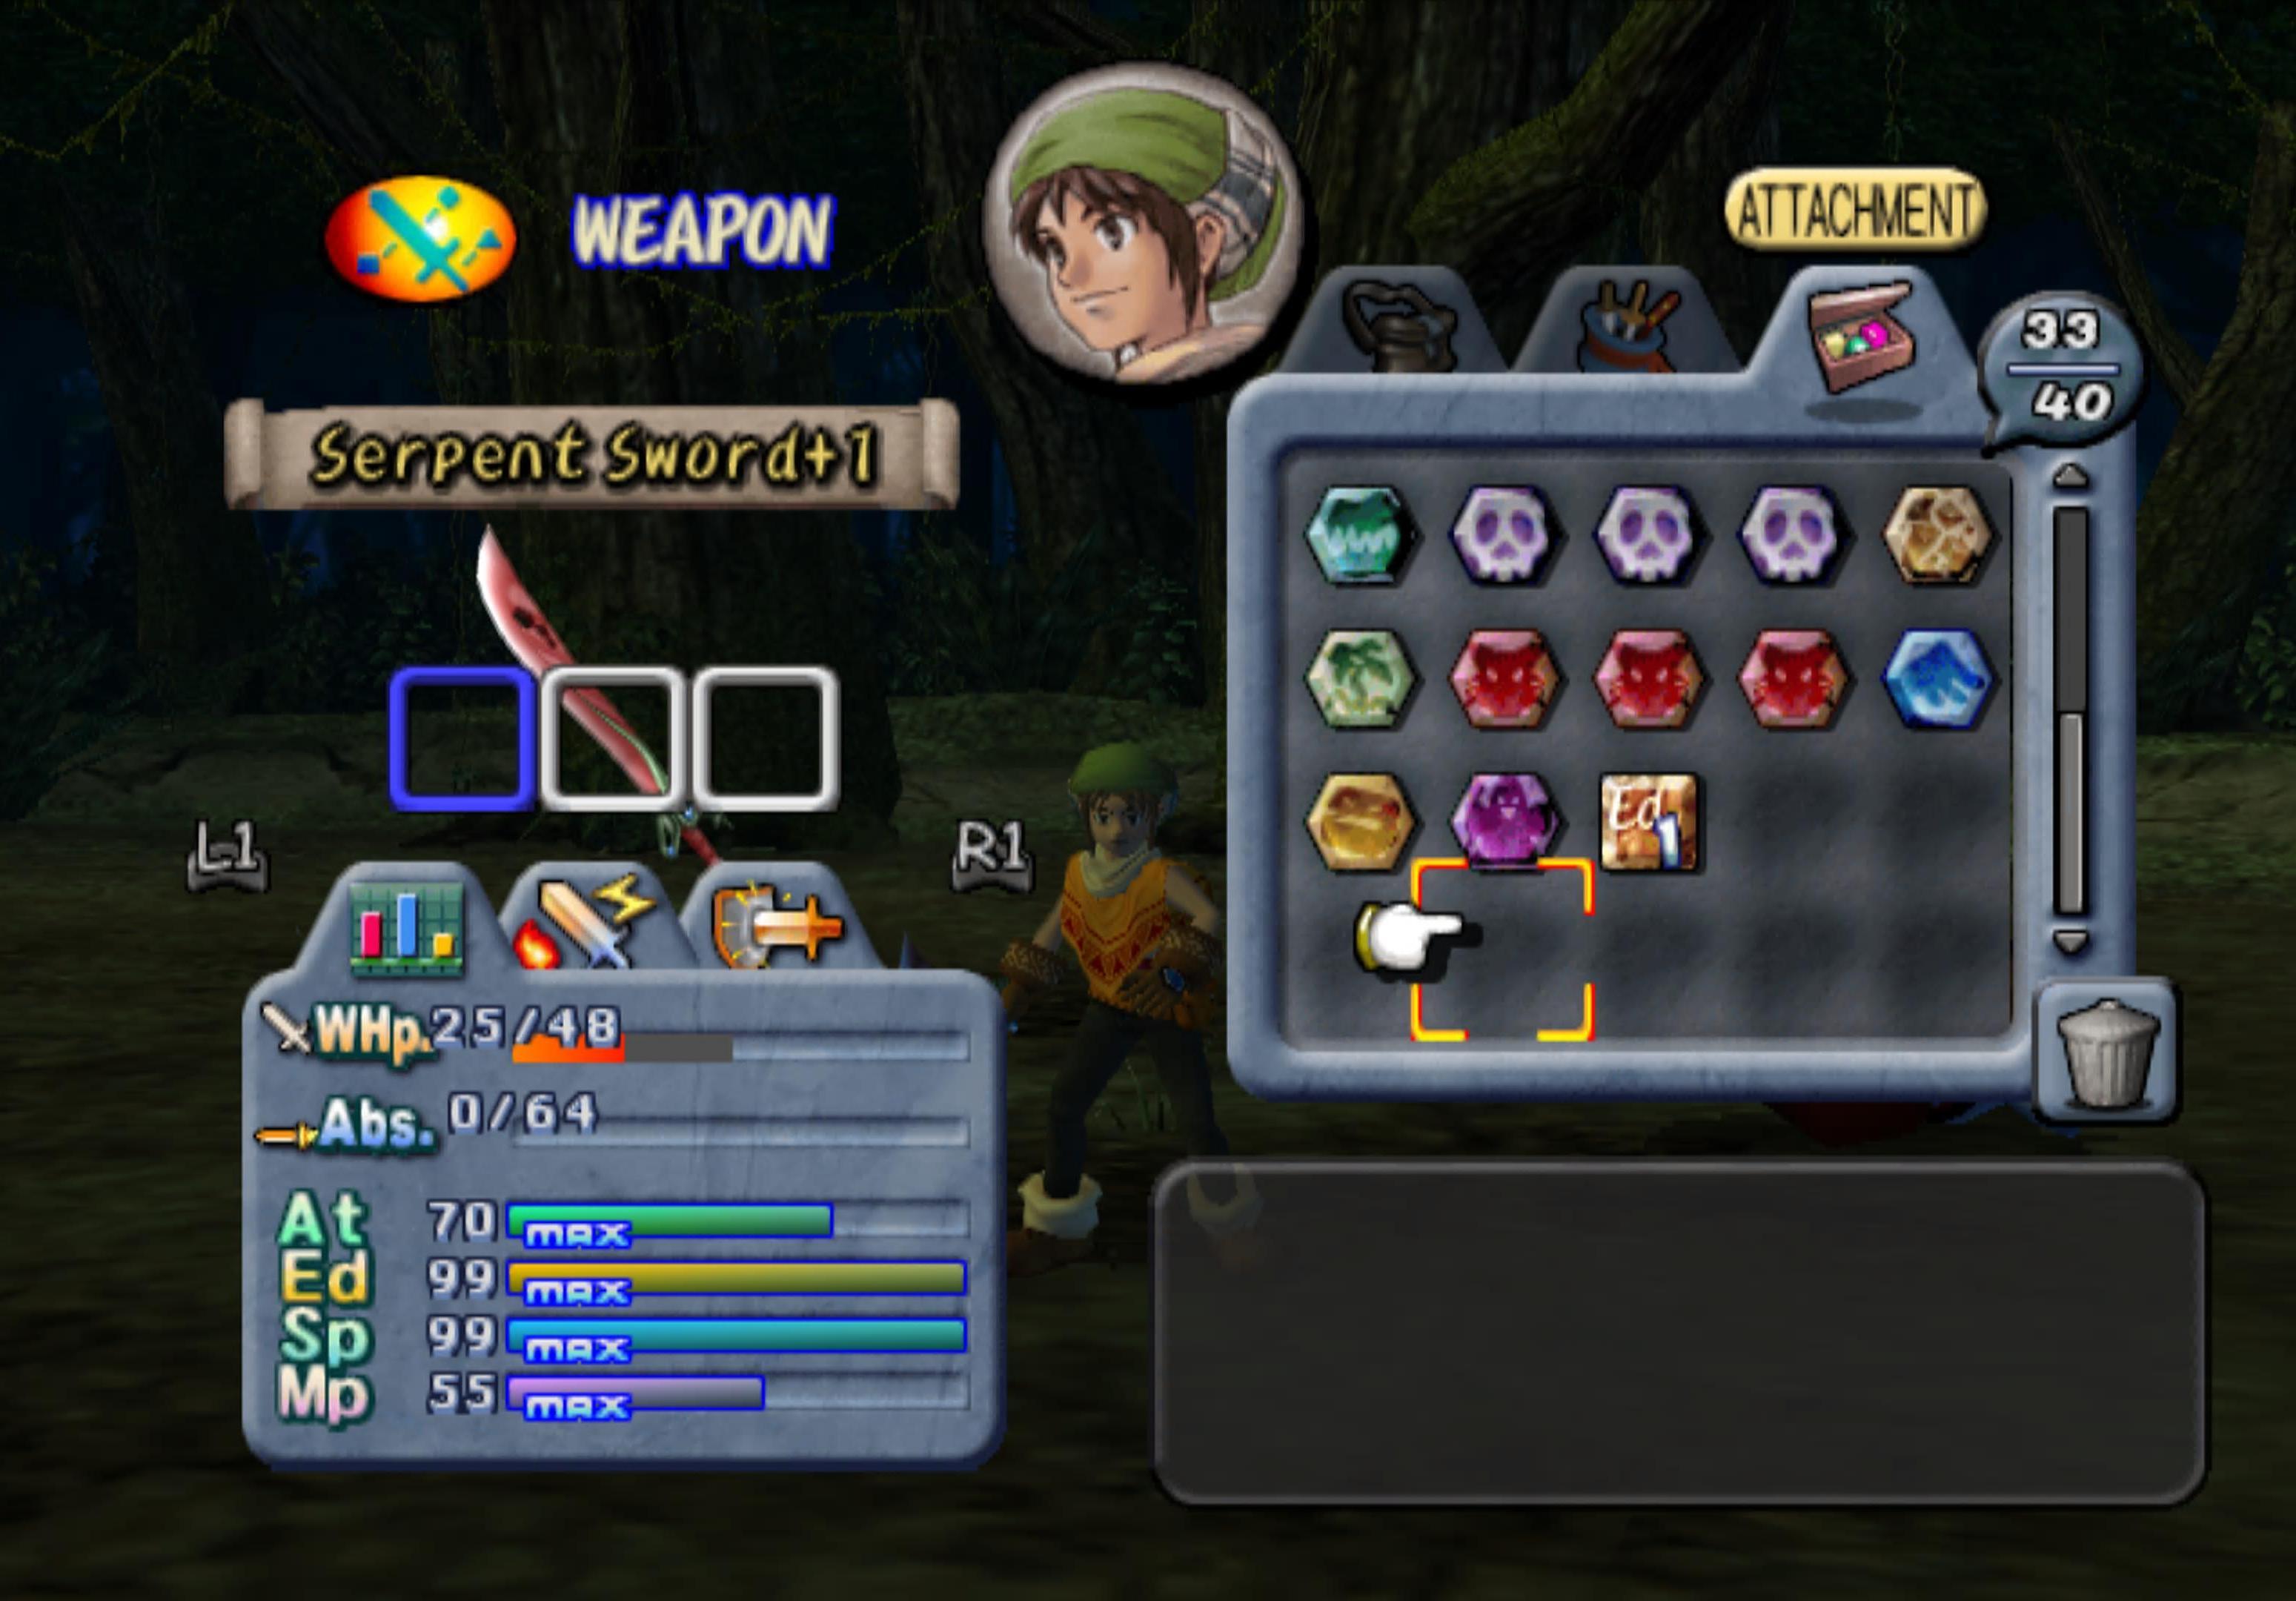 WEAPON
ATTACHMENT
33
40
Serpent Sword+1
Ed
1
L1
R1
WHp. 25/48
Abs. 0/64
At 70 max
Ed 99 max
Sp 99 max
Mp 55 max